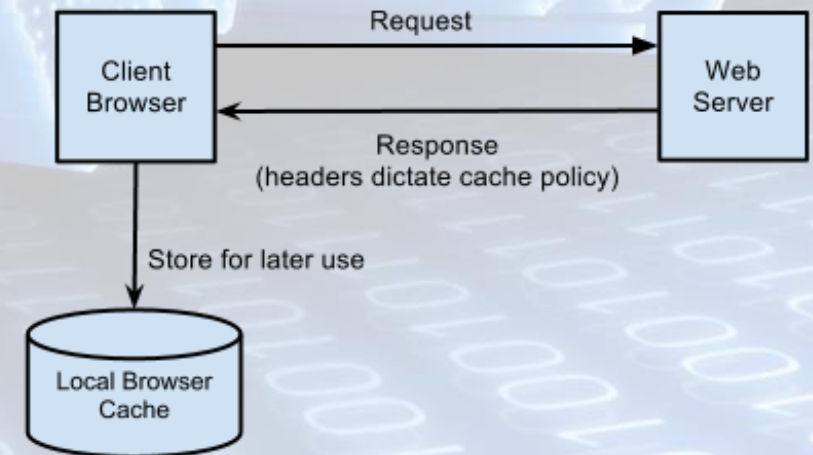 Request
Client
Browser
Web
Server
Response
(headers dictate cache policy)
Store for later use
Local Browser
Cache